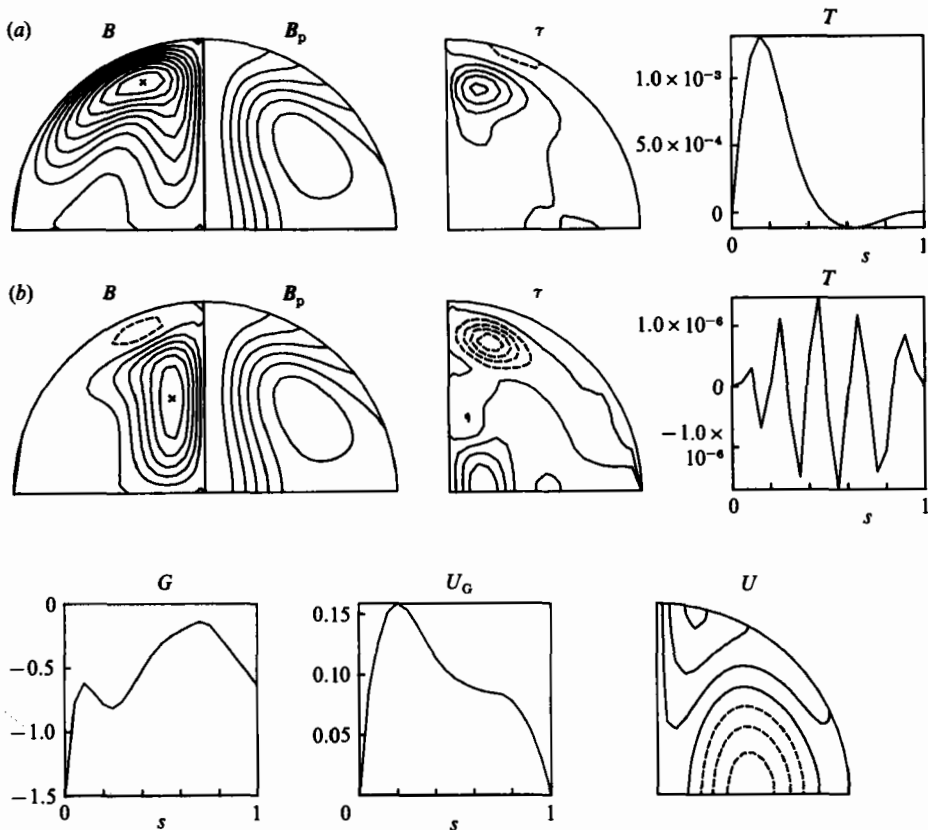 (a) B B_p τ T
1.0 × 10⁻³
5.0 × 10⁻⁴
0
0 s 1
(b) B B_p τ T
1.0 × 10⁻⁶
0
−1.0 ×
10⁻⁶
0 s 1
G U_G U
0
−0.5
−1.0
−1.5
0 s 1
0.15
0.10
0.05
0 s 1